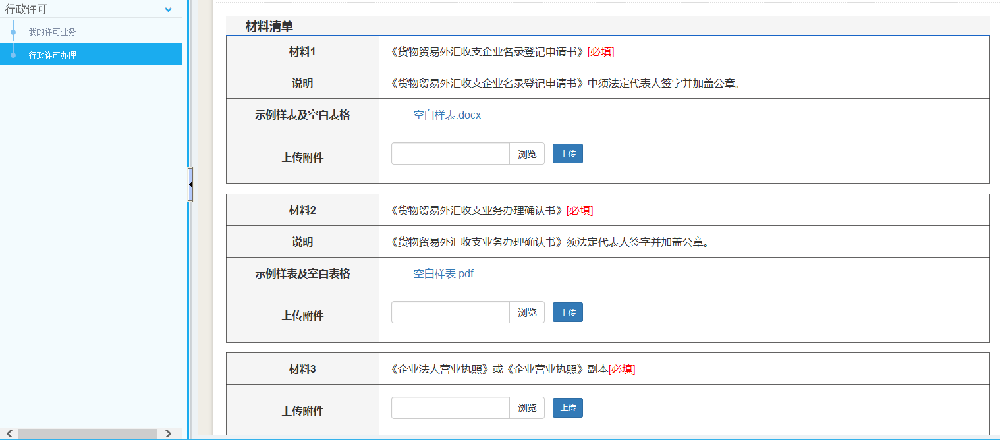 行政许可
我的许可业务
行政许可办理
材料清单
材料1
《货物贸易外汇收支企业名录登记申请书》[必填]
说明
《货物贸易外汇收支企业名录登记申请书》中须法定代表人签字并加盖公章。
示例样表及空白表格
空白样表.docx
上传附件
浏览
上传
材料2
《货物贸易外汇收支业务办理确认书》[必填]
说明
《货物贸易外汇收支业务办理确认书》须法定代表人签字并加盖公章。
示例样表及空白表格
空白样表.pdf
上传附件
浏览
上传
材料3
《企业法人营业执照》或《企业营业执照》副本[必填]
上传附件
浏览
上传